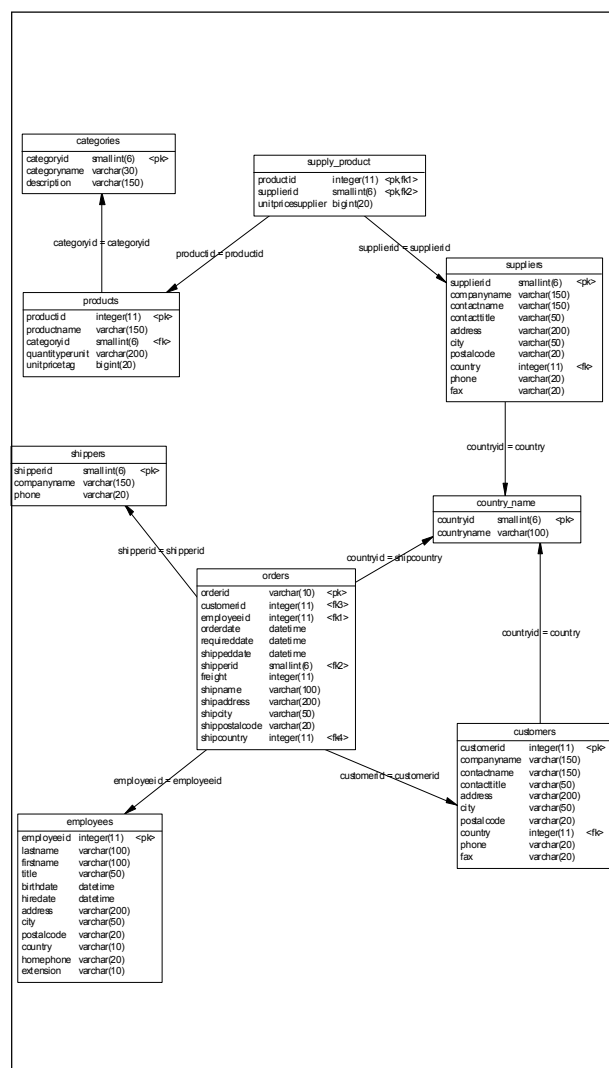 categories
categoryid smallint(6) <pk>
categoryname varchar(30)
description varchar(150)
supply_product
productid integer(11) <pk,fk1>
supplierid smallint(6) <pk,fk2>
unitpricesupplier bigint(20)
categoryid = categoryid
productid = productid
supplierid = supplierid
suppliers
supplierid smallint(6) <pk>
companyname varchar(150)
contactname varchar(150)
contacttitle varchar(50)
address varchar(200)
city varchar(50)
postalcode varchar(20)
country integer(11) <fk>
phone varchar(20)
fax varchar(20)
products
productid integer(11) <pk>
productname varchar(150)
categoryid smallint(6) <fk>
quantityperunit varchar(200)
unitpricetag bigint(20)
countryid = country
shippers
shipperid smallint(6) <pk>
companyname varchar(150)
phone varchar(20)
country_name
countryid smallint(6) <pk>
countryname varchar(100)
shipperid = shipperid
countryid = shipcountry
orders
orderid varchar(10) <pk>
customerid integer(11) <fk3>
employeeid integer(11) <fk1>
orderdate datetime
requireddate datetime
shippeddate datetime
shipperid smallint(6) <fk2>
freight integer(11)
shipname varchar(100)
shipaddress varchar(200)
shipcity varchar(50)
shippostalcode varchar(20)
shipcountry integer(11) <fk4>
countryid = country
customers
customerid integer(11) <pk>
companyname varchar(150)
contactname varchar(150)
contacttitle varchar(50)
address varchar(200)
city varchar(50)
postalcode varchar(20)
country integer(11) <fk>
phone varchar(20)
fax varchar(20)
employeeid = employeeid
customerid = customerid
employees
employeeid integer(11) <pk>
lastname varchar(100)
firstname varchar(100)
title varchar(50)
birthdate datetime
hiredate datetime
address varchar(200)
city varchar(50)
postalcode varchar(20)
country varchar(10)
homephone varchar(20)
extension varchar(10)